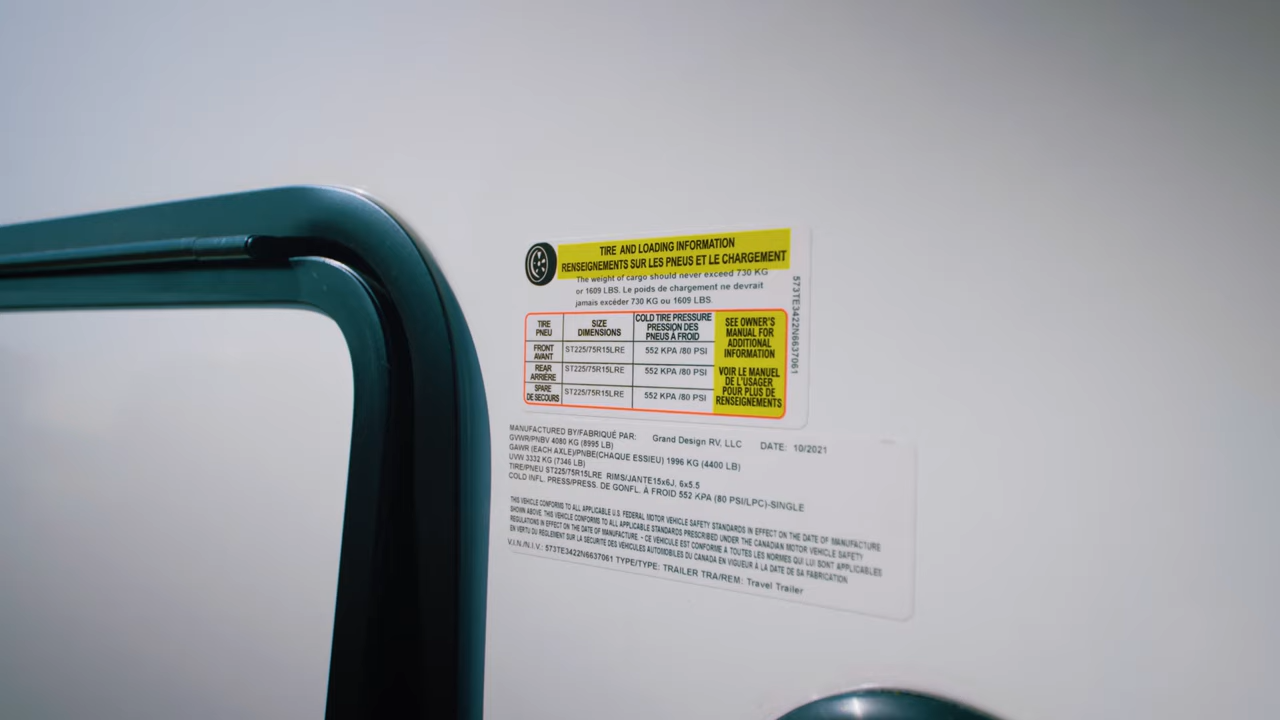 TIRE AND LOADING INFORMATION
RENSEIGNEMENTS SUR LES PNEUS ET LE CHARGEMENT
The weight of cargo should never exceed 730 KG
or 1609 LBS. Le poids de chargement ne devrait
jamais excéder 730 KG ou 1609 LBS.
573TE3422N6637061
TIRE PNEU SIZE DIMENSIONS COLD TIRE PRESSURE PRESSION DES PNEUS À FROID
FRONT AVANT ST225/75R15LRE 552 KPA /80 PSI
REAR ARRIÈRE ST225/75R15LRE 552 KPA /80 PSI
SPARE DE SECOURS ST225/75R15LRE 552 KPA /80 PSI
SEE OWNER'S
MANUAL FOR
ADDITIONAL
INFORMATION
VOIR LE MANUEL
DE L'USAGER
POUR PLUS DE
RENSEIGNEMENTS
MANUFACTURED BY/FABRIQUÉ PAR: Grand Design RV, LLC DATE: 10/2021
GVWR/PNBV 4080 KG (8995 LB)
GAWR (EACH AXLE)/PNBE(CHAQUE ESSIEU) 1996 KG (4400 LB)
UVW 3332 KG (7346 LB)
TIRE/PNEU ST225/75R15LRE RIMS/JANTE15x6J, 6x5.5
COLD INFL. PRESS/PRESS. DE GONFL. À FROID 552 KPA (80 PSI/LPC)-SINGLE
THIS VEHICLE CONFORMS TO ALL APPLICABLE U.S. FEDERAL MOTOR VEHICLE SAFETY STANDARDS IN EFFECT ON THE DATE OF MANUFACTURE
SHOWN ABOVE. THIS VEHICLE CONFORMS TO ALL APPLICABLE STANDARDS PRESCRIBED UNDER THE CANADIAN MOTOR VEHICLE SAFETY
REGULATIONS IN EFFECT ON THE DATE OF MANUFACTURE. - CE VEHICULE EST CONFORME A TOUTES LES NORMES QUI LUI SONT APPLICABLES
EN VERTU DU REGLEMENT SUR LA SECURITE DES VEHICULES AUTOMOBILES DU CANADA EN VIGUEUR À LA DATE DE SA FABRICATION
V.I.N./N.I.V.: 573TE3422N6637061 TYPE/TYPE: TRAILER TRA/REM: Travel Trailer